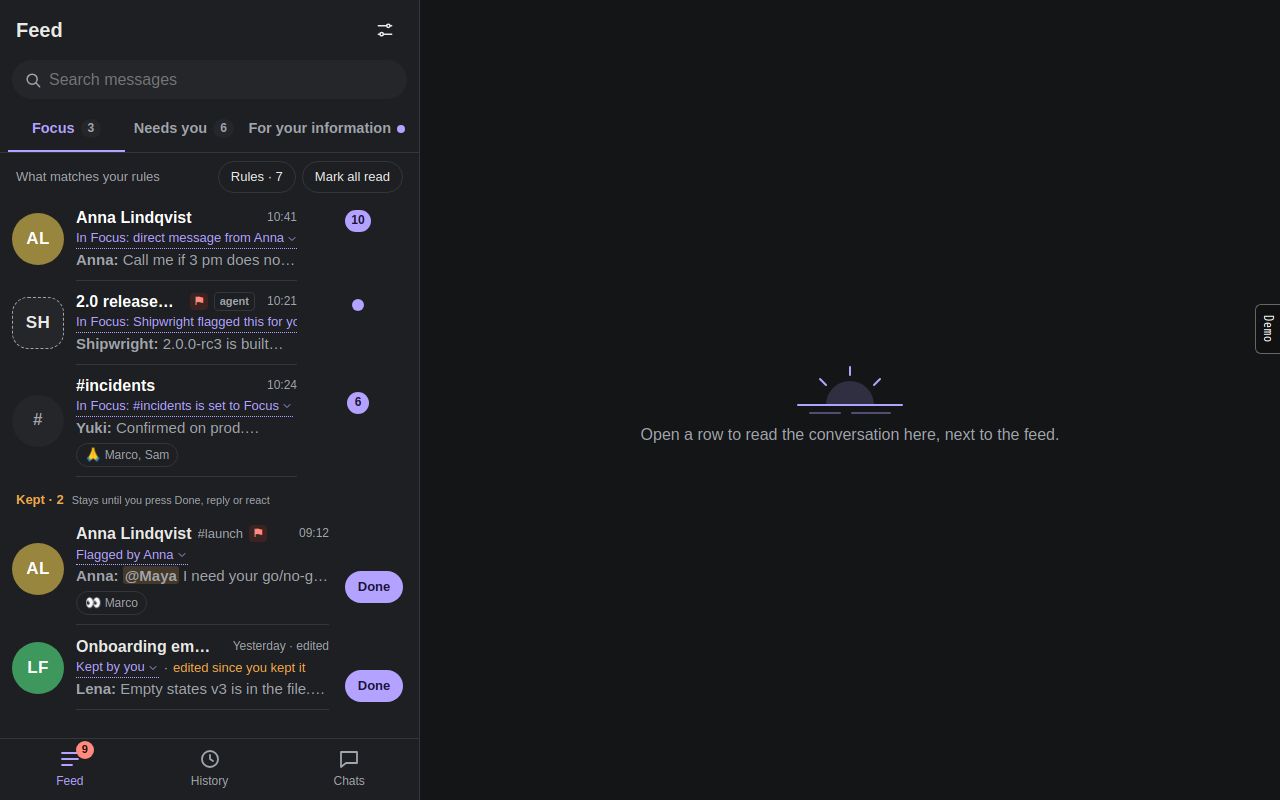 Feed
Search messages
Focus 3 Needs you 6 For your information
What matches your rules Rules · 7 Mark all read
AL Anna Lindqvist 10:41 10
In Focus: direct message from Anna
Anna: Call me if 3 pm does no…
SH 2.0 release… agent 10:21
In Focus: Shipwright flagged this for yo
Shipwright: 2.0.0-rc3 is built…
# #incidents 10:24 6
In Focus: #incidents is set to Focus
Yuki: Confirmed on prod.…
🙏 Marco, Sam
Kept · 2 Stays until you press Done, reply or react
AL Anna Lindqvist #launch 09:12
Flagged by Anna
Anna: @Maya I need your go/no-g… Done
👀 Marco
LF Onboarding em… Yesterday · edited
Kept by you · edited since you kept it
Lena: Empty states v3 is in the file.… Done
9
Feed History Chats
Open a row to read the conversation here, next to the feed.
Demo